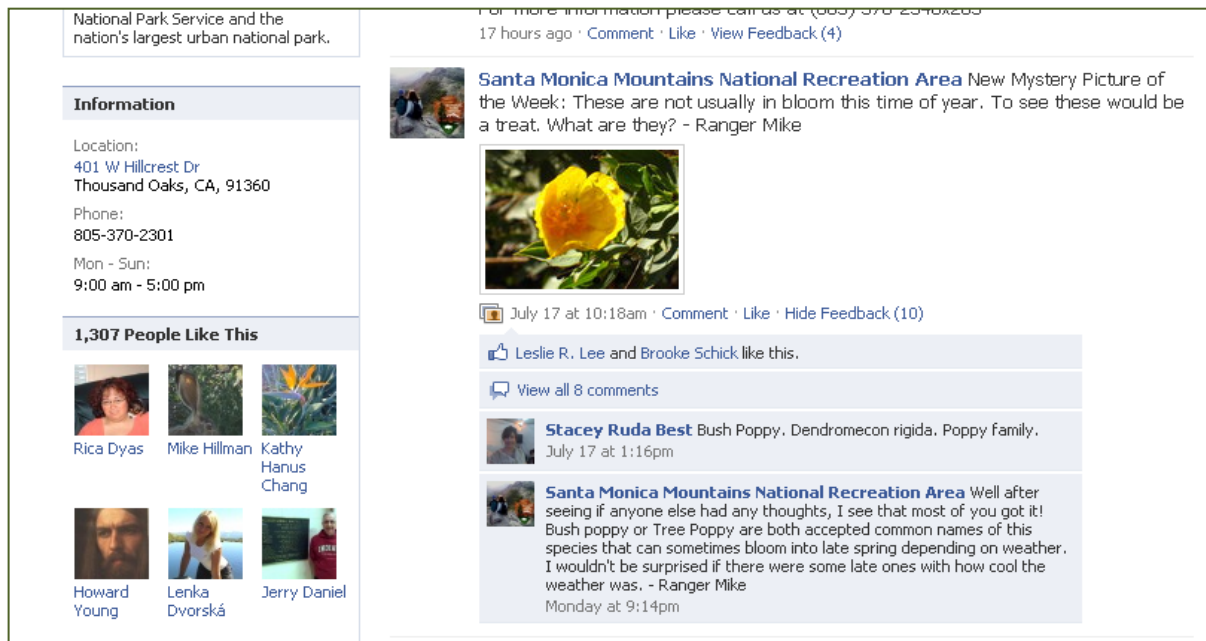 National Park Service and the
nation's largest urban national park.
Information
Location:
401 W Hillcrest Dr
Thousand Oaks, CA, 91360
Phone:
805-370-2301
Mon - Sun:
9:00 am - 5:00 pm
1,307 People Like This
Rica Dyas
Mike Hillman
Kathy
Hanus
Chang
Howard
Young
Lenka
Dvorská
Jerry Daniel
For more information please call us at (805) 370-2348x283
17 hours ago · Comment · Like · View Feedback (4)
Santa Monica Mountains National Recreation Area New Mystery Picture of
the Week: These are not usually in bloom this time of year. To see these would be
a treat. What are they? - Ranger Mike
July 17 at 10:18am · Comment · Like · Hide Feedback (10)
Leslie R. Lee and Brooke Schick like this.
View all 8 comments
Stacey Ruda Best Bush Poppy. Dendromecon rigida. Poppy family.
July 17 at 1:16pm
Santa Monica Mountains National Recreation Area Well after
seeing if anyone else had any thoughts, I see that most of you got it!
Bush poppy or Tree Poppy are both accepted common names of this
species that can sometimes bloom into late spring depending on weather.
I wouldn't be surprised if there were some late ones with how cool the
weather was. - Ranger Mike
Monday at 9:14pm